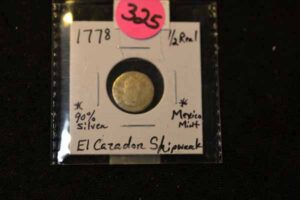 325
1778 1/2 Real
* 90% Silver
* Mexico Mint
El Cazador Shipwreck